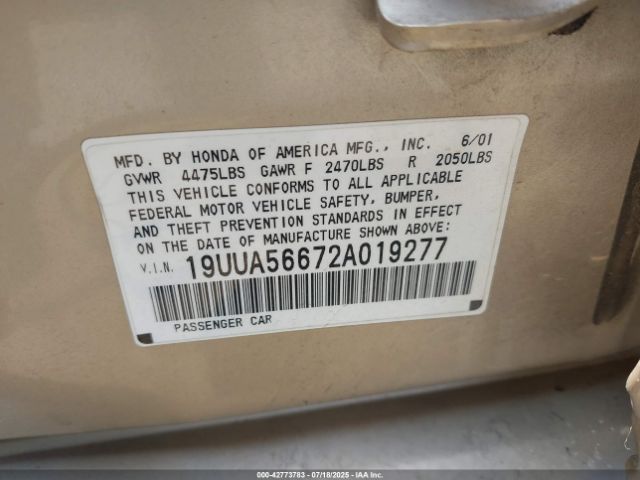 MFD. BY HONDA OF AMERICA MFG., INC. 6/01
GVWR 4475LBS GAWR F 2470LBS R 2050LBS
THIS VEHICLE CONFORMS TO ALL APPLICABLE
FEDERAL MOTOR VEHICLE SAFETY, BUMPER,
AND THEFT PREVENTION STANDARDS IN EFFECT
ON THE DATE OF MANUFACTURE SHOWN ABOVE:
V.I.N. 19UUA56672A019277
PASSENGER CAR
000-42773783 - 07/18/2025 - IAA Inc.